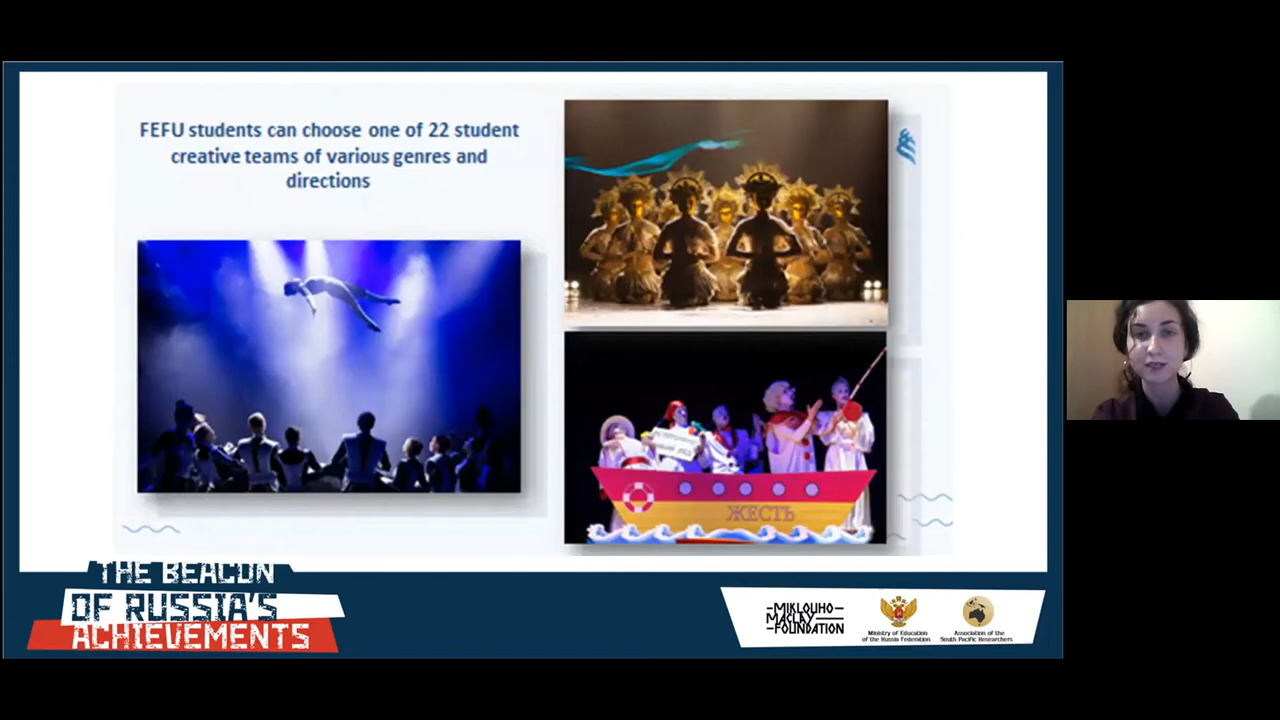 FEFU students can choose one of 22 student
creative teams of various genres and
directions
ЖЕСТЬ
THE BEACON
OF RUSSIA'S
ACHIEVEMENTS
MIKLOUHO
MACLAY
FOUNDATION
Ministry of Education
of the Russia Federation
Association of the
South Pacific Researchers